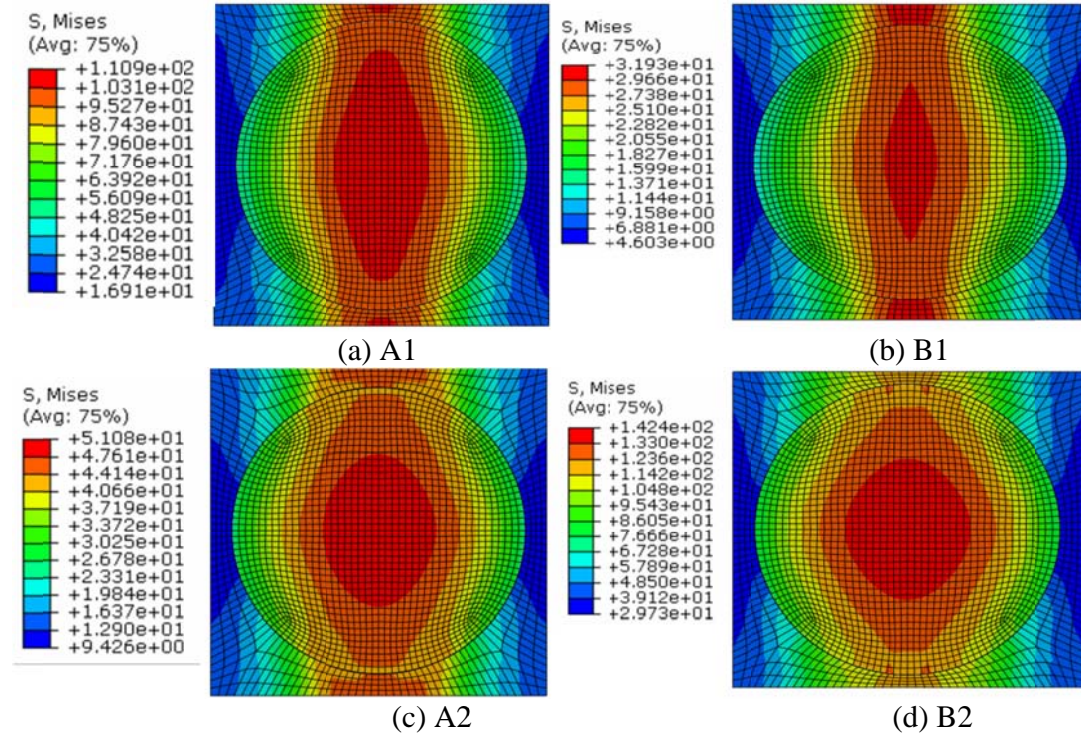 S, Mises
(Avg: 75%)
+1.109e+02
+1.031e+02
+9.527e+01
+8.743e+01
+7.960e+01
+7.176e+01
+6.392e+01
+5.609e+01
+4.825e+01
+4.042e+01
+3.258e+01
+2.474e+01
+1.691e+01
(a) A1
S, Mises
(Avg: 75%)
+3.193e+01
+2.966e+01
+2.738e+01
+2.510e+01
+2.282e+01
+2.055e+01
+1.827e+01
+1.599e+01
+1.371e+01
+1.144e+01
+9.158e+00
+6.881e+00
+4.603e+00
(b) B1
S, Mises
(Avg: 75%)
+5.108e+01
+4.761e+01
+4.414e+01
+4.066e+01
+3.719e+01
+3.372e+01
+3.025e+01
+2.678e+01
+2.331e+01
+1.984e+01
+1.637e+01
+1.290e+01
+9.426e+00
(c) A2
S, Mises
(Avg: 75%)
+1.424e+02
+1.330e+02
+1.236e+02
+1.142e+02
+1.048e+02
+9.543e+01
+8.605e+01
+7.666e+01
+6.728e+01
+5.789e+01
+4.850e+01
+3.912e+01
+2.973e+01
(d) B2